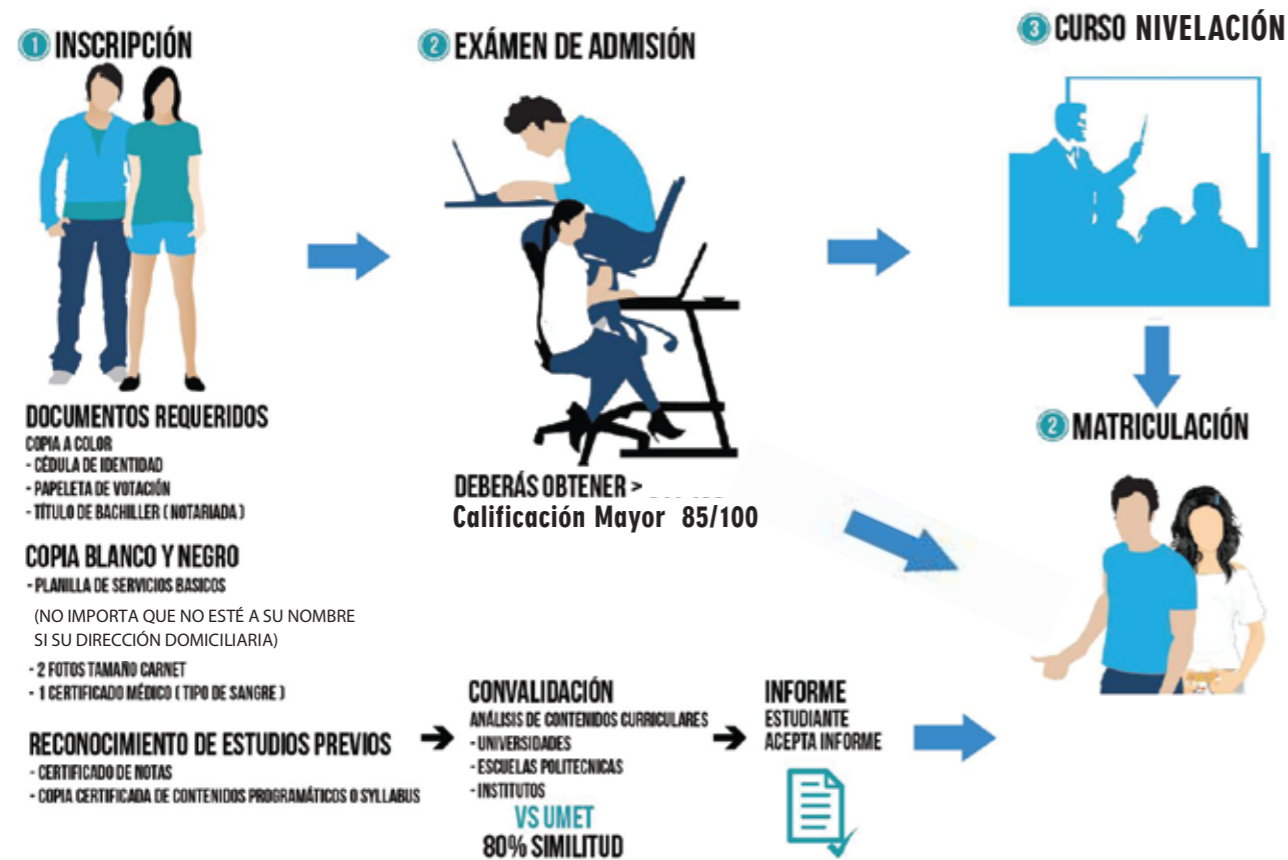 1 INSCRIPCIÓN
2 EXÁMEN DE ADMISIÓN
3 CURSO NIVELACIÓN
DOCUMENTOS REQUERIDOS
COPIA A COLOR
- CÉDULA DE IDENTIDAD
- PAPELETA DE VOTACIÓN
- TÍTULO DE BACHILLER ( NOTARIADA )
COPIA BLANCO Y NEGRO
- PLANILLA DE SERVICIOS BASICOS
(NO IMPORTA QUE NO ESTÉ A SU NOMBRE
SI SU DIRECCIÓN DOMICILIARIA)
- 2 FOTOS TAMAÑO CARNET
- 1 CERTIFICADO MÉDICO ( TIPO DE SANGRE )
DEBERÁS OBTENER >
Calificación Mayor 85/100
2 MATRICULACIÓN
RECONOCIMIENTO DE ESTUDIOS PREVIOS
- CERTIFICADO DE NOTAS
- COPIA CERTIFICADA DE CONTENIDOS PROGRAMÁTICOS O SYLLABUS
CONVALIDACIÓN
ANÁLISIS DE CONTENIDOS CURRICULARES
- UNIVERSIDADES
- ESCUELAS POLITECNICAS
- INSTITUTOS
VS UMET
80% SIMILITUD
INFORME
ESTUDIANTE
ACEPTA INFORME